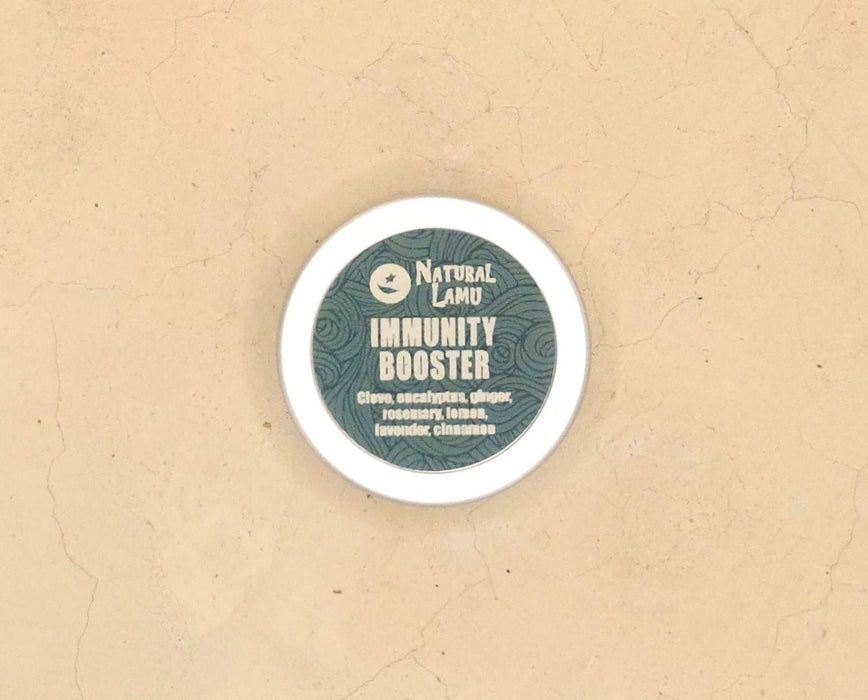 NATURAL
LAMU
IMMUNITY
BOOSTER
Clove, eucalyptus, ginger,
rosemary, lemon,
lavender, cinnamon